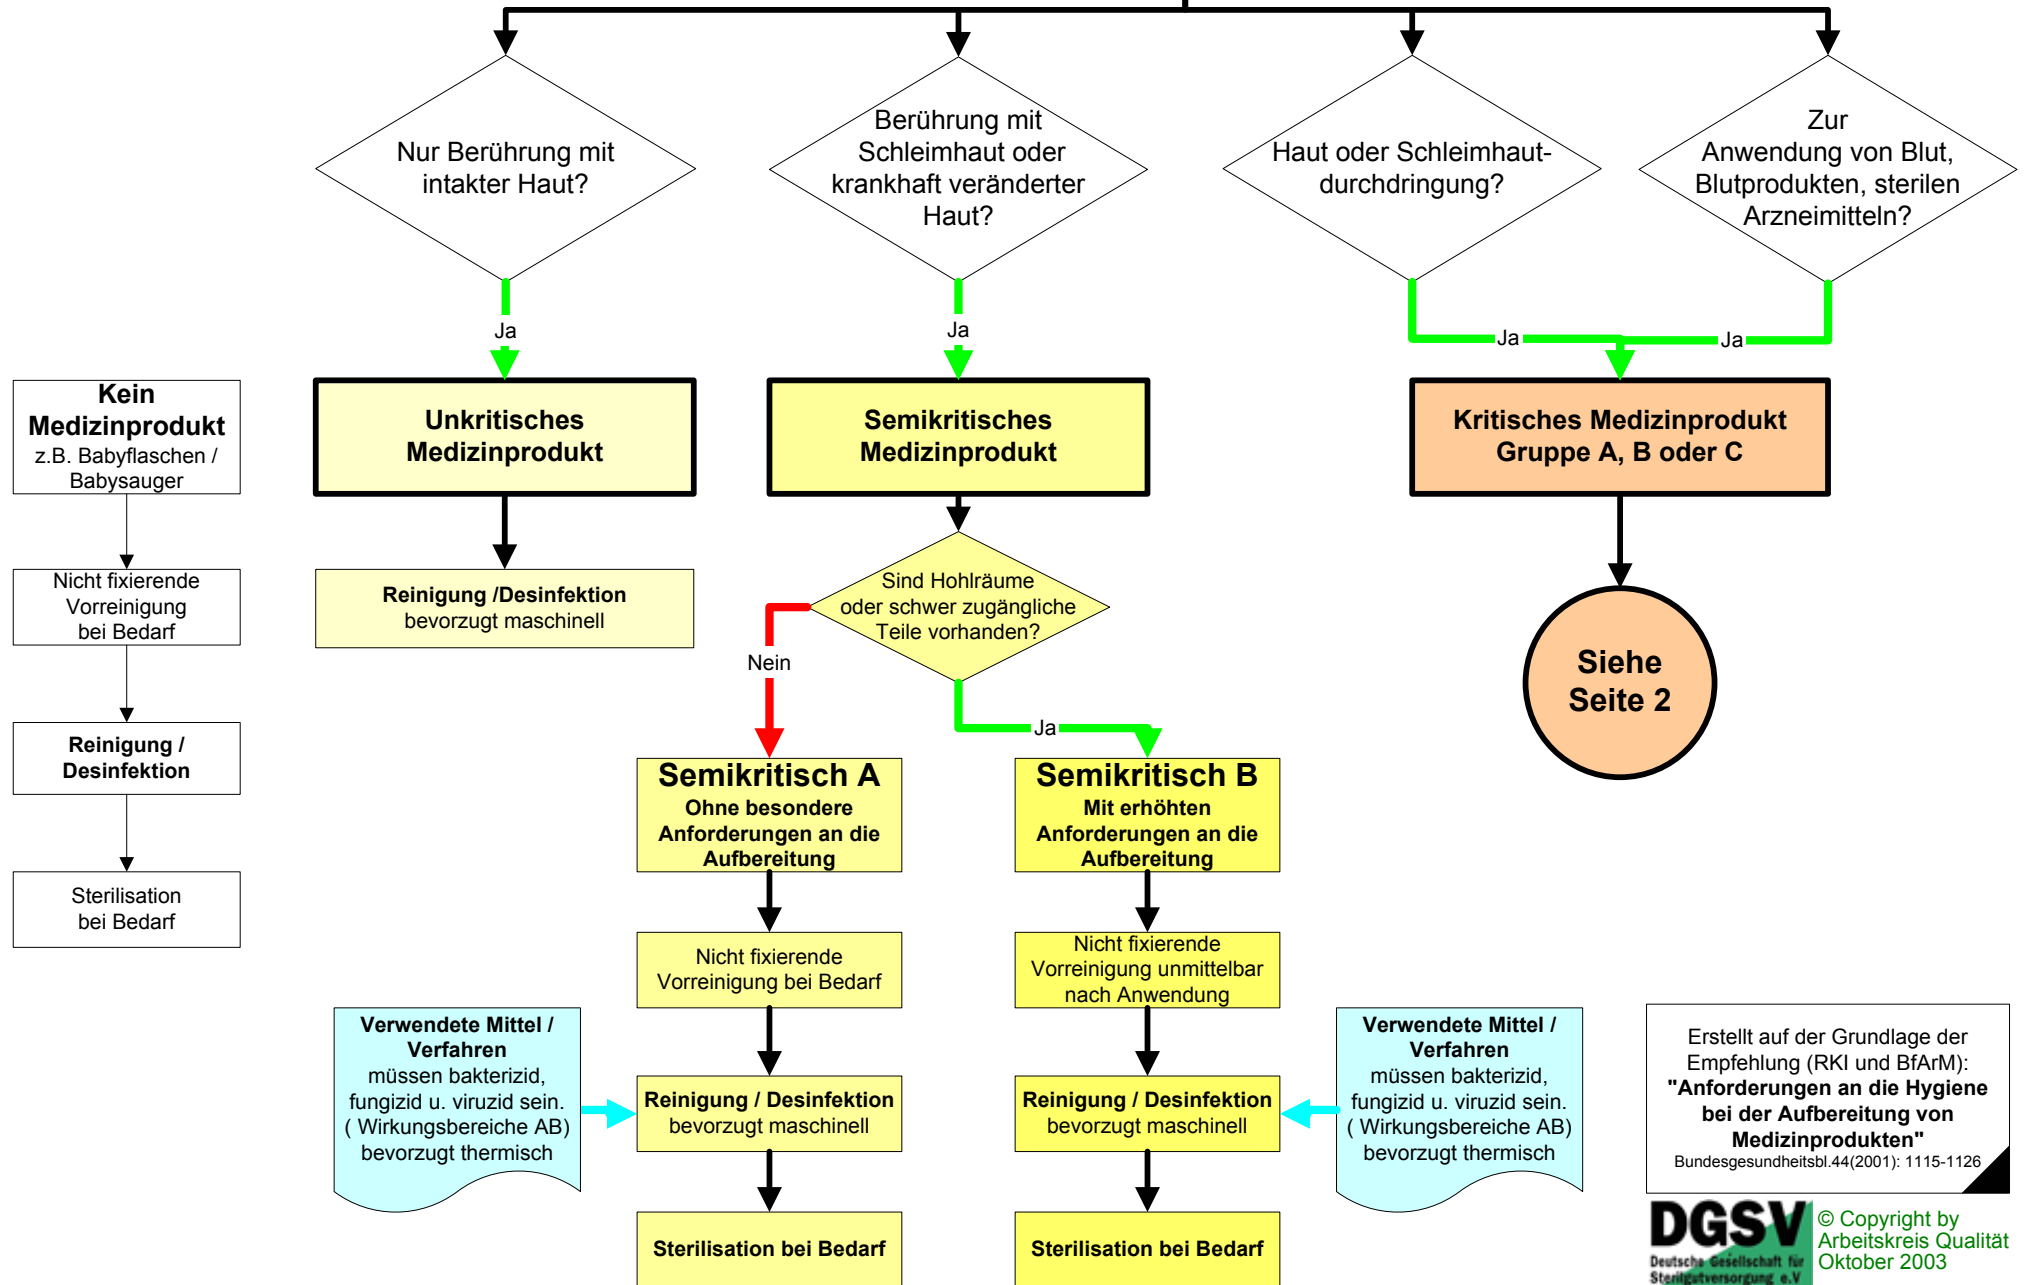 Nur Berührung mit
intakter Haut?
Berührung mit
Schleimhaut oder
krankhaft veränderter
Haut?
Haut oder Schleimhaut-
durchdringung?
Zur
Anwendung von Blut,
Blutprodukten, sterilen
Arzneimitteln?
Ja
Ja
Ja
Ja
Kein
Medizinprodukt
z.B. Babyflaschen /
Babysauger
Unkritisches
Medizinprodukt
Semikritisches
Medizinprodukt
Kritisches Medizinprodukt
Gruppe A, B oder C
Nicht fixierende
Vorreinigung
bei Bedarf
Reinigung /Desinfektion
bevorzugt maschinell
Sind Hohlräume
oder schwer zugängliche
Teile vorhanden?
Siehe
Seite 2
Nein
Ja
Reinigung /
Desinfektion
Semikritisch A
Ohne besondere
Anforderungen an die
Aufbereitung
Semikritisch B
Mit erhöhten
Anforderungen an die
Aufbereitung
Sterilisation
bei Bedarf
Nicht fixierende
Vorreinigung bei Bedarf
Nicht fixierende
Vorreinigung unmittelbar
nach Anwendung
Verwendete Mittel /
Verfahren
müssen bakterizid,
fungizid u. viruzid sein.
( Wirkungsbereiche AB)
bevorzugt thermisch
Reinigung / Desinfektion
bevorzugt maschinell
Reinigung / Desinfektion
bevorzugt maschinell
Verwendete Mittel /
Verfahren
müssen bakterizid,
fungizid u. viruzid sein.
( Wirkungsbereiche AB)
bevorzugt thermisch
Sterilisation bei Bedarf
Sterilisation bei Bedarf
Erstellt auf der Grundlage der
Empfehlung (RKI und BfArM):
"Anforderungen an die Hygiene
bei der Aufbereitung von
Medizinprodukten"
Bundesgesundheitsbl.44(2001): 1115-1126
DGSV
Deutsche Gesellschaft für
Sterilgutversorgung e.V
© Copyright by
Arbeitskreis Qualität
Oktober 2003